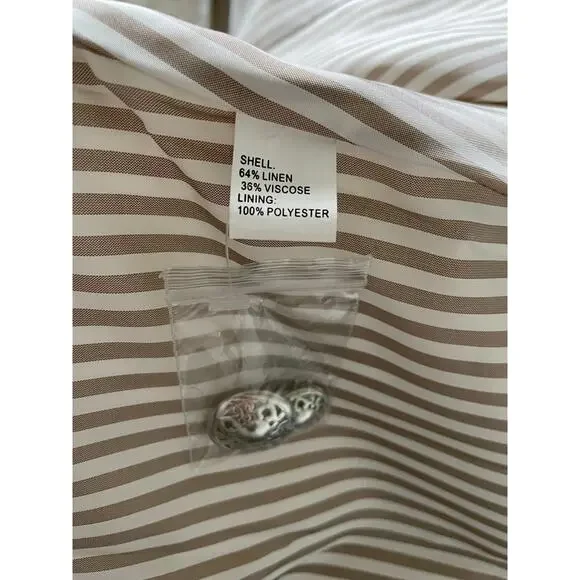 SHELL.
64% LINEN
36% VISCOSE
LINING:
100% POLYESTER